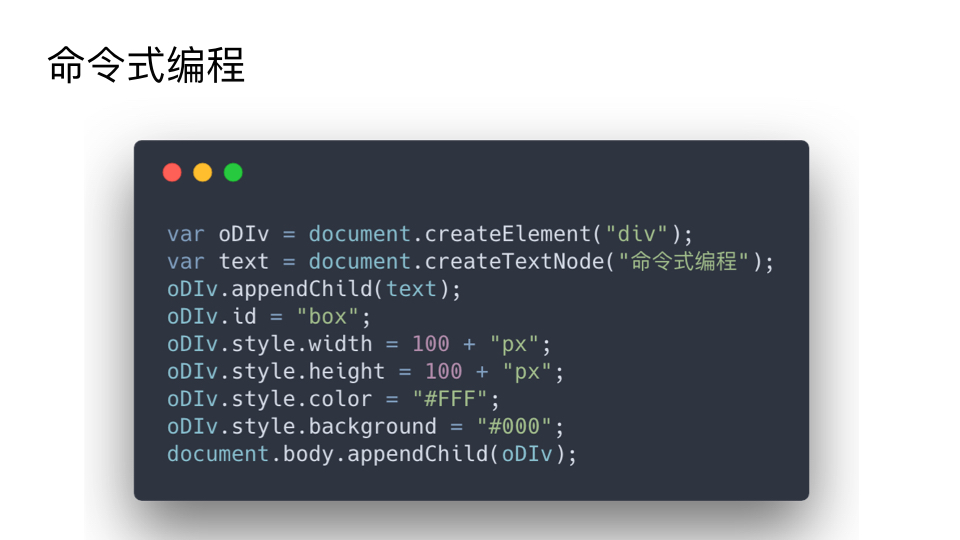 命令式编程
var oDIv = document.createElement("div");
var text = document.createTextNode("命令式编程");
oDIv.appendChild(text);
oDIv.id = "box";
oDIv.style.width = 100 + "px";
oDIv.style.height = 100 + "px";
oDIv.style.color = "#FFF";
oDIv.style.background = "#000";
document.body.appendChild(oDIv);